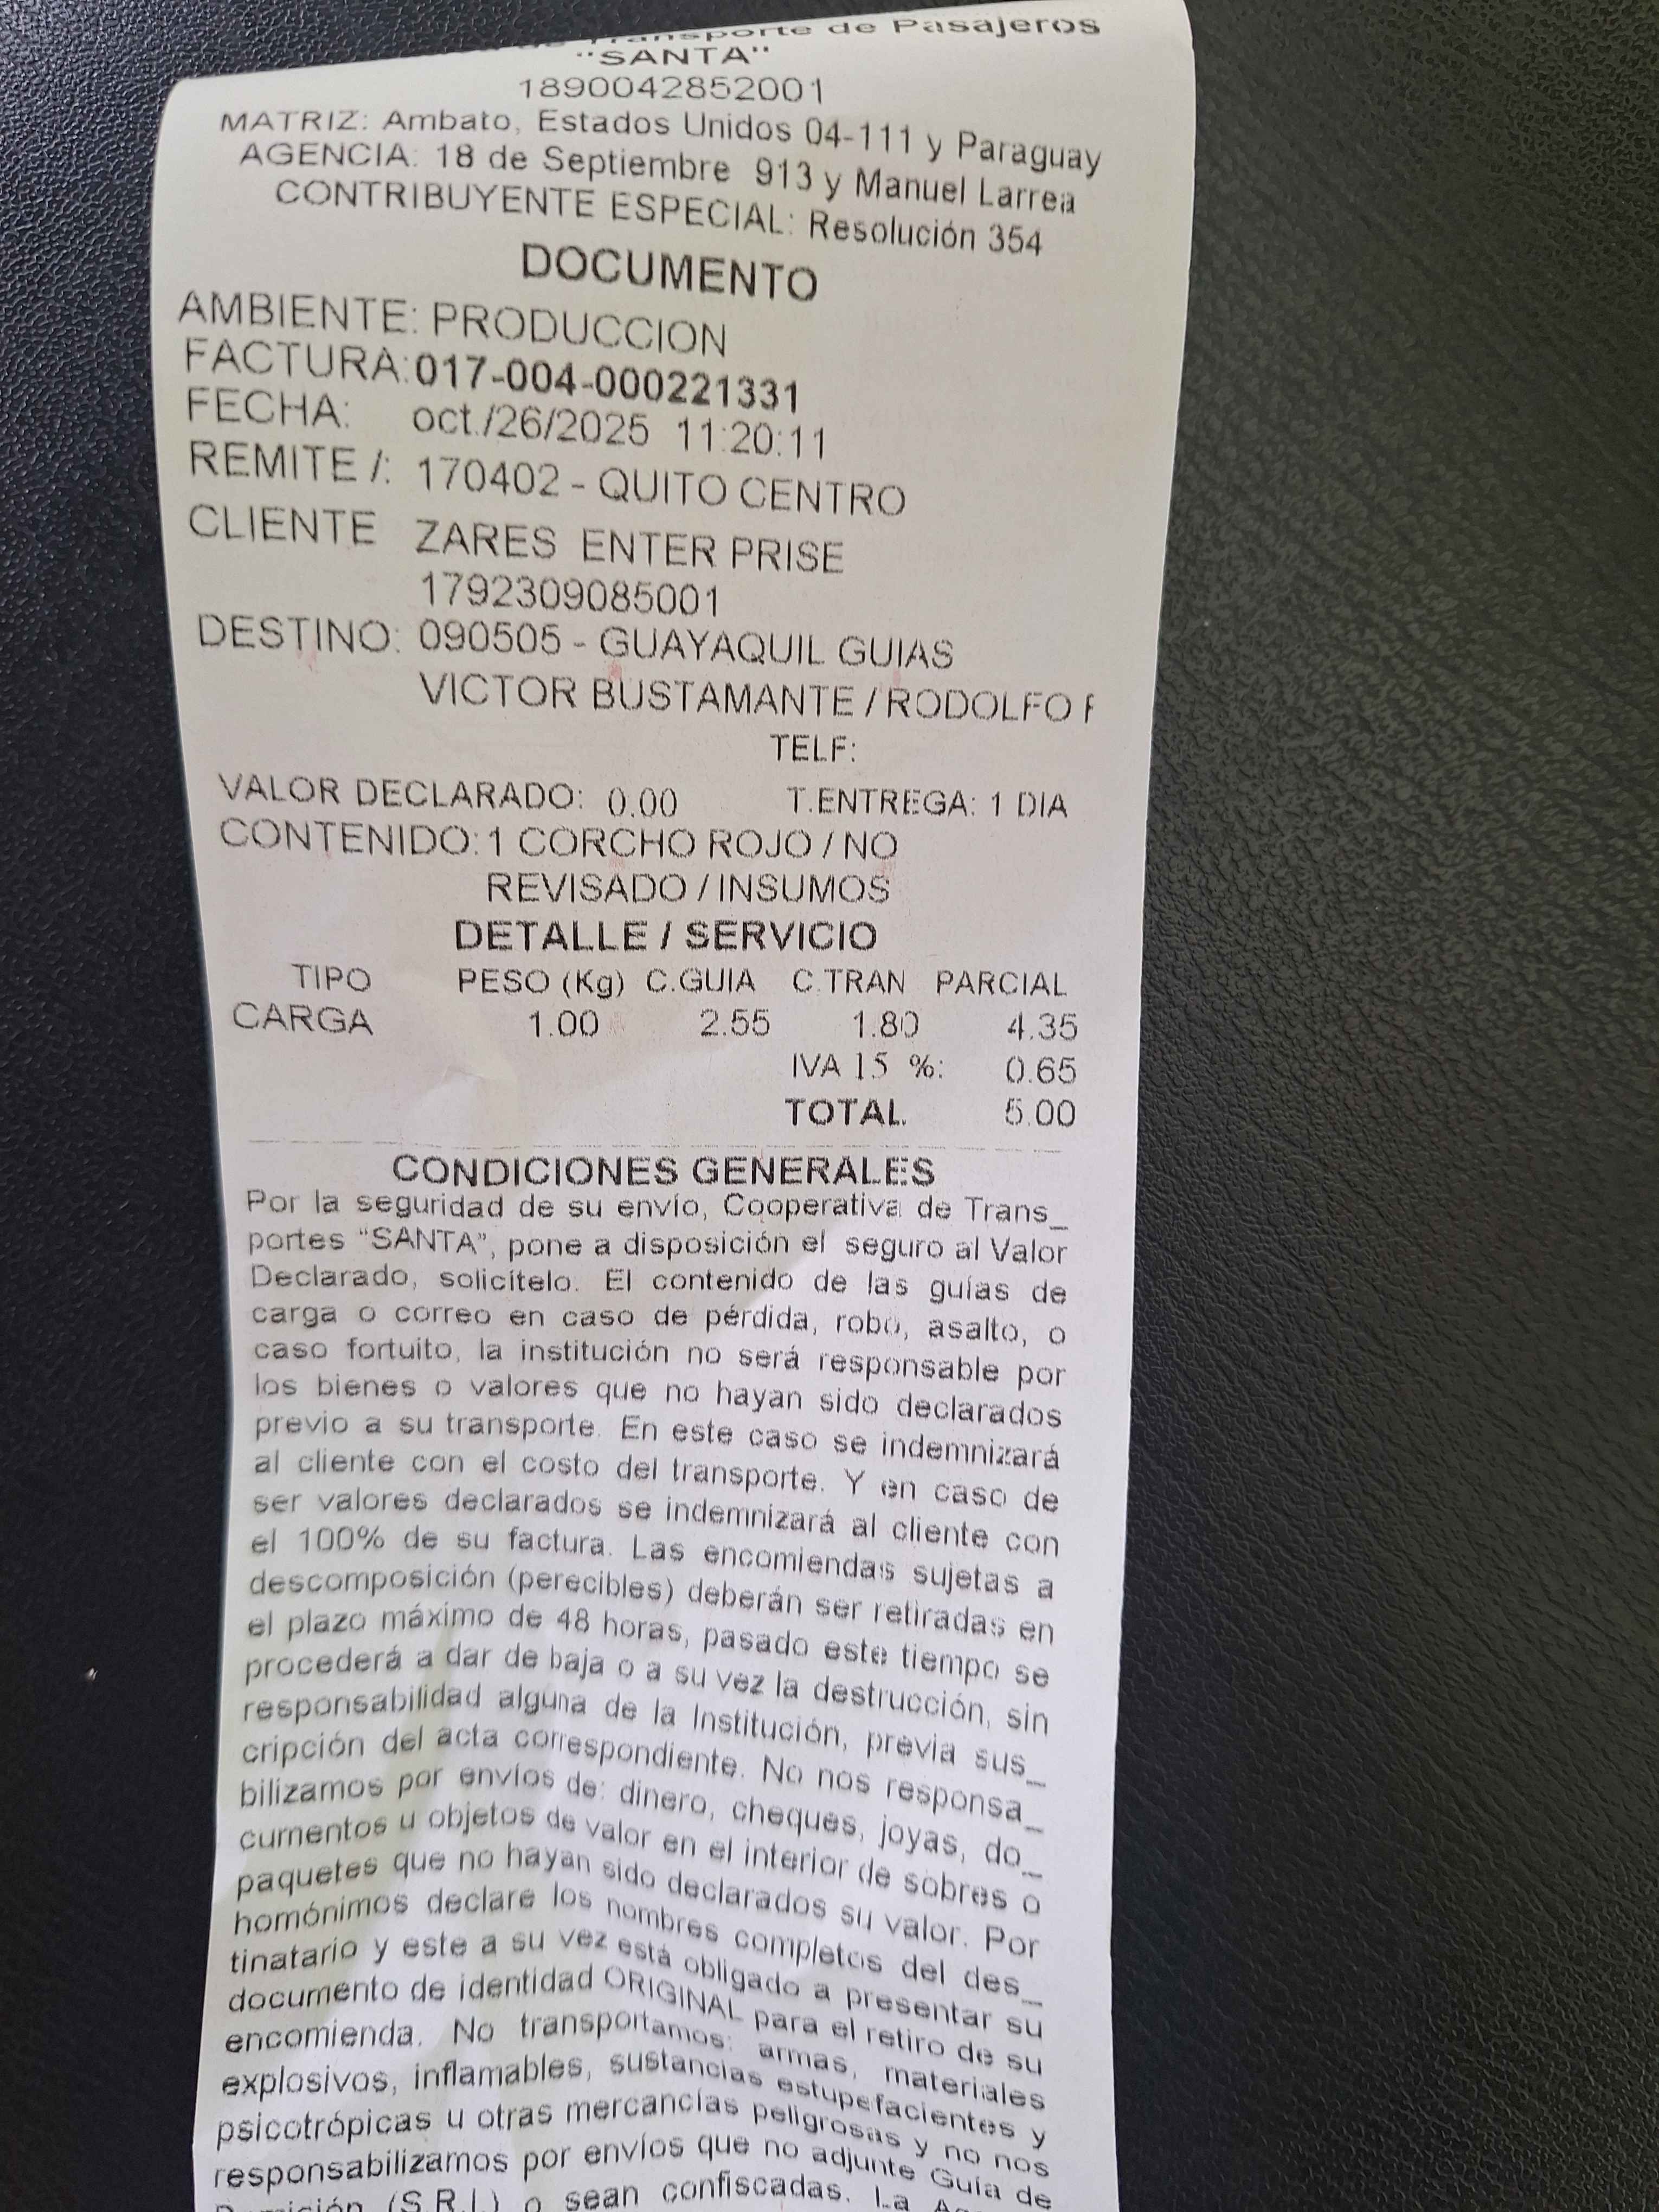 Transporte de Pasajeros
"SANTA"
1890042852001
MATRIZ: Ambato, Estados Unidos 04-111 y Paraguay
AGENCIA: 18 de Septiembre 913 y Manuel Larrea
CONTRIBUYENTE ESPECIAL: Resolución 354
DOCUMENTO
AMBIENTE: PRODUCCION
FACTURA:017-004-000221331
FECHA: oct./26/2025 11:20:11
REMITE /: 170402 - QUITO CENTRO
CLIENTE ZARES ENTER PRISE
1792309085001
DESTINO: 090505 - GUAYAQUIL GUIAS
VICTOR BUSTAMANTE / RODOLFO
TELF:
VALOR DECLARADO: 0.00 T.ENTREGA: 1 DIA
CONTENIDO:1 CORCHO ROJO / NO
REVISADO / INSUMOS
DETALLE / SERVICIO
TIPO PESO (Kg) C.GUIA C.TRAN PARCIAL
CARGA 1.00 2.55 1.80 4.35
IVA 15 %: 0.65
TOTAL. 5.00
CONDICIONES GENERALES
Por la seguridad de su envío, Cooperativa de Trans_
portes "SANTA", pone a disposición el seguro al Valor
Declarado, solicítelo. El contenido de las guías de
carga o correo en caso de pérdida, robo, asalto, o
caso fortuito, la institución no será responsable por
los bienes o valores que no hayan sido declarados
previo a su transporte. En este caso se indemnizará
al cliente con el costo del transporte. Y en caso de
ser valores declarados se indemnizará al cliente con
el 100% de su factura. Las encomiendas sujetas a
descomposición (perecibles) deberán ser retiradas en
el plazo máximo de 48 horas, pasado este tiempo se
procederá a dar de baja o a su vez la destrucción, sin
responsabilidad alguna de la Institución, previa sus_
cripción del acta correspondiente. No nos responsa_
bilizamos por envíos de: dinero, cheques, joyas, do_
cumentos u objetos de valor en el interior de sobres o
paquetes que no hayan sido declarados su valor. Por
homónimos declare los nombres completos del des_
tinatario y este a su vez está obligado a presentar su
documento de identidad ORIGINAL para el retiro de su
encomienda. No transportamos: armas, materiales
explosivos, inflamables, sustancias estupefacientes y
psicotrópicas u otras mercancías peligrosas y no nos
responsabilizamos por envíos que no adjunte Guía de
(S.R.I.) o sean confiscadas. La